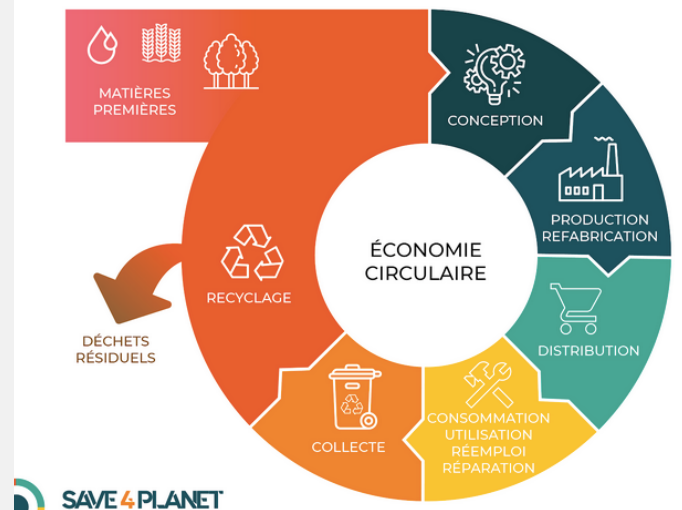 MATIÈRES
PREMIÈRES
CONCEPTION
PRODUCTION
REFABRICATION
ÉCONOMIE
CIRCULAIRE
RECYCLAGE
DÉCHETS
RÉSIDUELS
DISTRIBUTION
CONSOMMATION
UTILISATION
RÉEMPLOI
RÉPARATION
COLLECTE
SAVE4PLANET